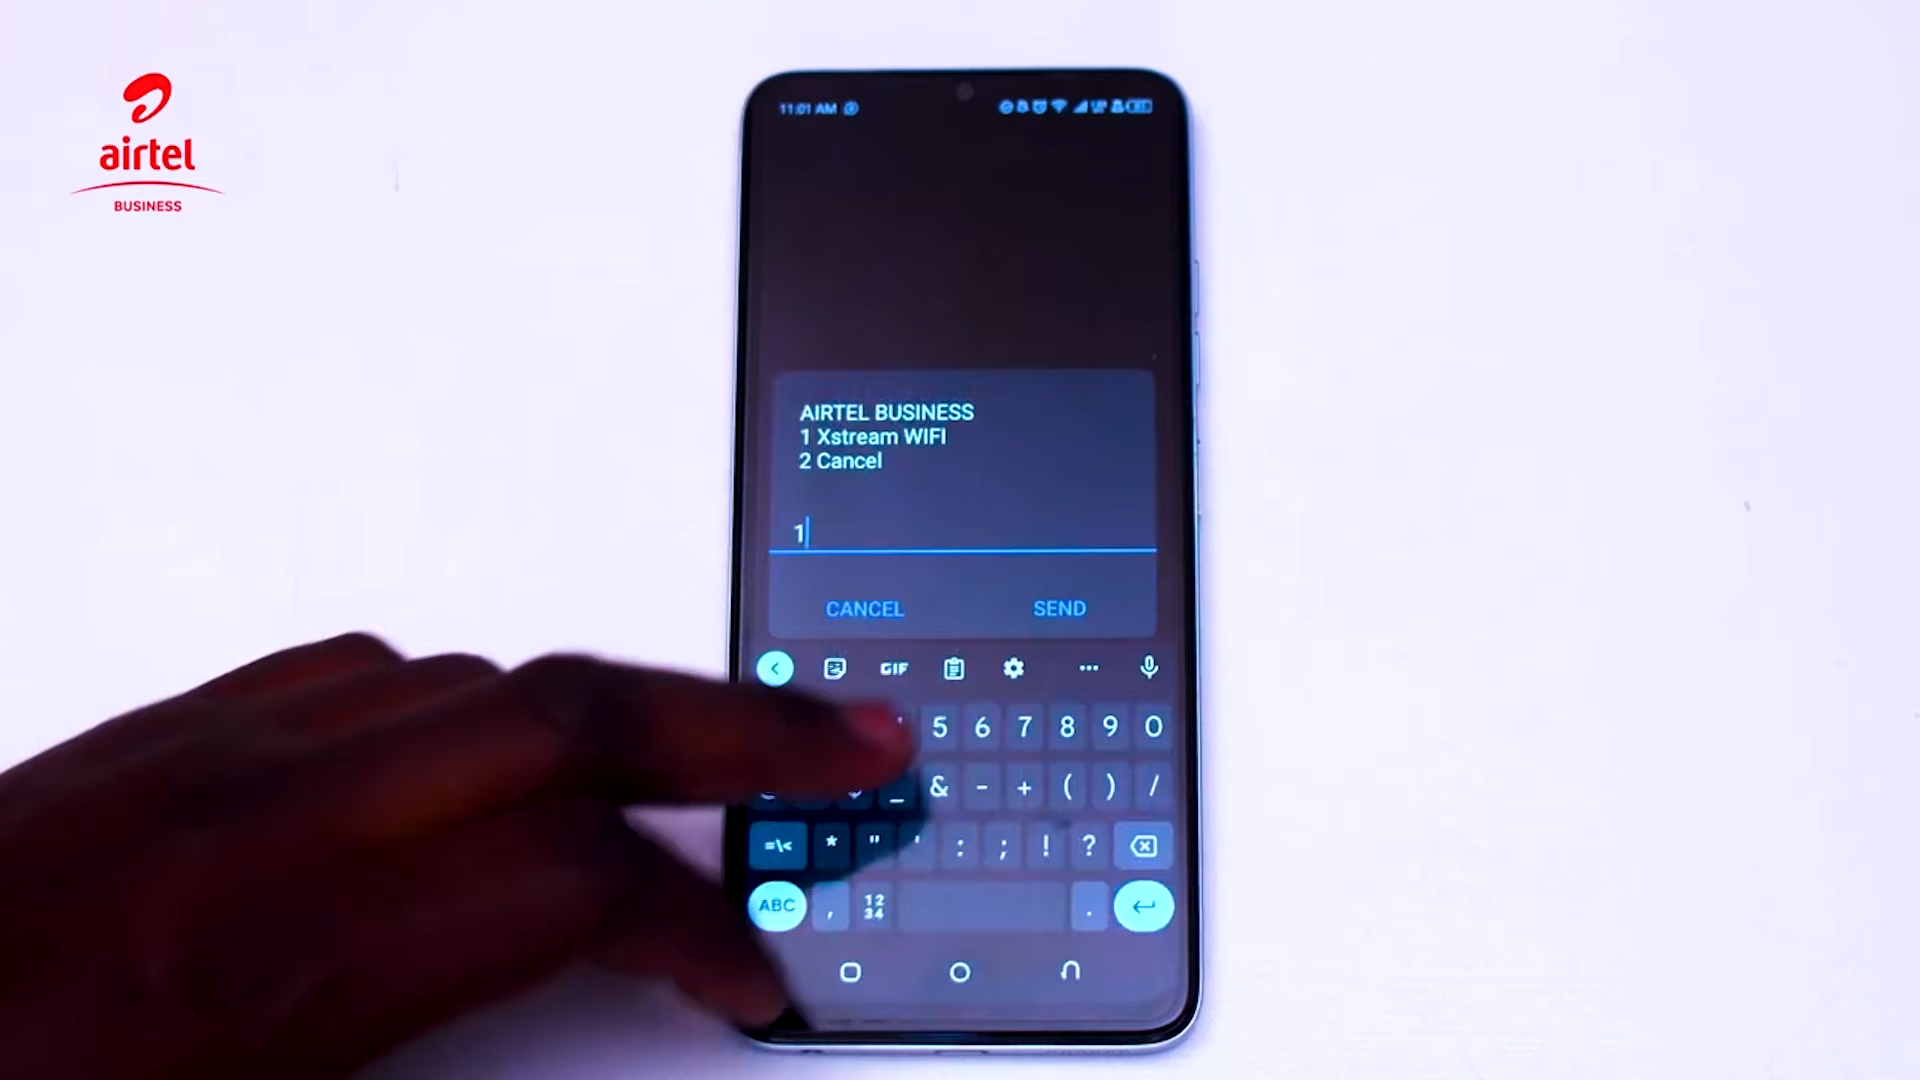 airtel
BUSINESS
11:01 AM
AIRTEL BUSINESS
1 Xstream WIFI
2 Cancel
1
CANCEL
SEND
GIF
5 6 7 8 9 0
_ & - + ( ) /
=\< * " ' : ; ! ?
ABC , 12 34 .